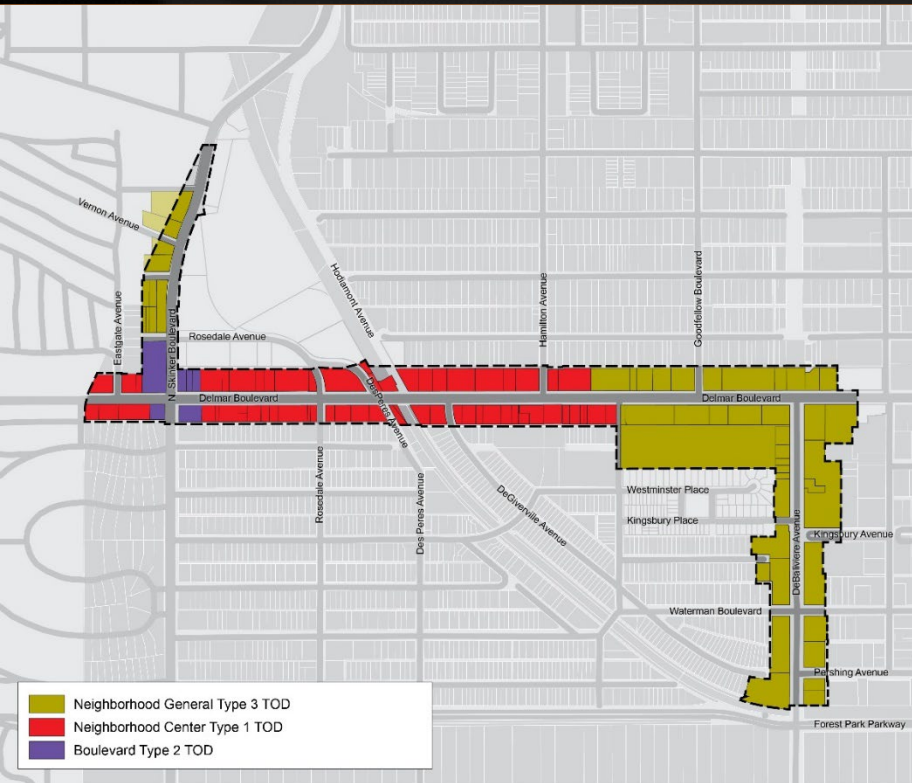 Vernon Avenue
Eastgate Avenue
N. Skinker Boulevard
Rosedale Avenue
Hodiamont Avenue
Hamilton Avenue
Goodfellow Boulevard
Delmar Boulevard
DesPeres Avenue
Delmar Boulevard
Rosedale Avenue
Des Peres Avenue
DeGiverville Avenue
Westminster Place
Kingsbury Place
DeBaliviere Avenue
Kingsbury Avenue
Waterman Boulevard
Pershing Avenue
Forest Park Parkway
Neighborhood General Type 3 TOD
Neighborhood Center Type 1 TOD
Boulevard Type 2 TOD